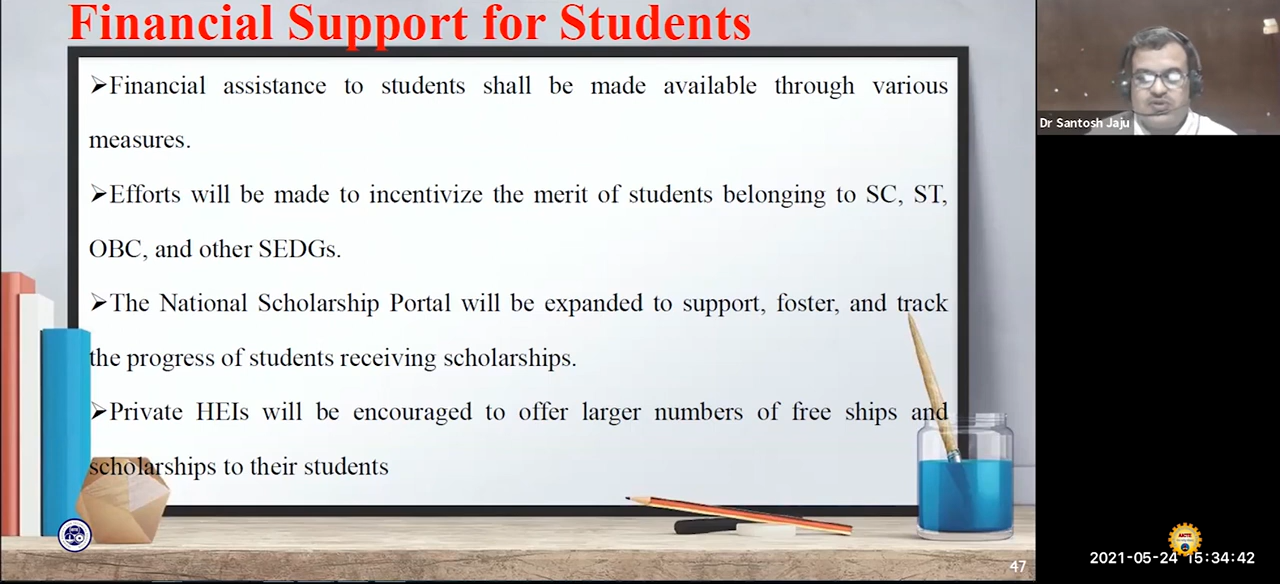 Financial Support for Students
➢Financial assistance to students shall be made available through various
measures.
➢Efforts will be made to incentivize the merit of students belonging to SC, ST,
OBC, and other SEDGs.
➢The National Scholarship Portal will be expanded to support, foster, and track
the progress of students receiving scholarships.
➢Private HEIs will be encouraged to offer larger numbers of free ships and
scholarships to their students
47
Dr Santosh Jaju
AICTE
2021-05-24 15:34:42